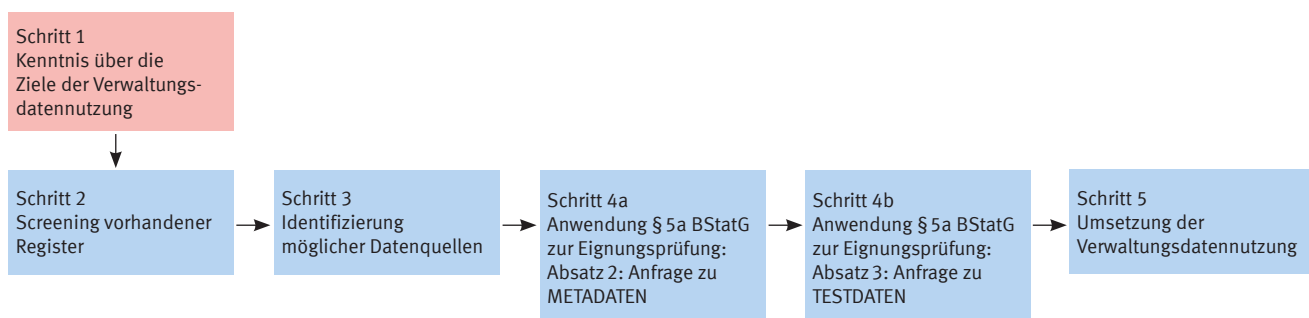 Schritt 1
Kenntnis über die
Ziele der Verwaltungs-
datennutzung
Schritt 2
Screening vorhandener
Register
Schritt 3
Identifizierung
möglicher Datenquellen
Schritt 4a
Anwendung § 5a BStatG
zur Eignungsprüfung:
Absatz 2: Anfrage zu
METADATEN
Schritt 4b
Anwendung § 5a BStatG
zur Eignungsprüfung:
Absatz 3: Anfrage zu
TESTDATEN
Schritt 5
Umsetzung der
Verwaltungsdatennutzung